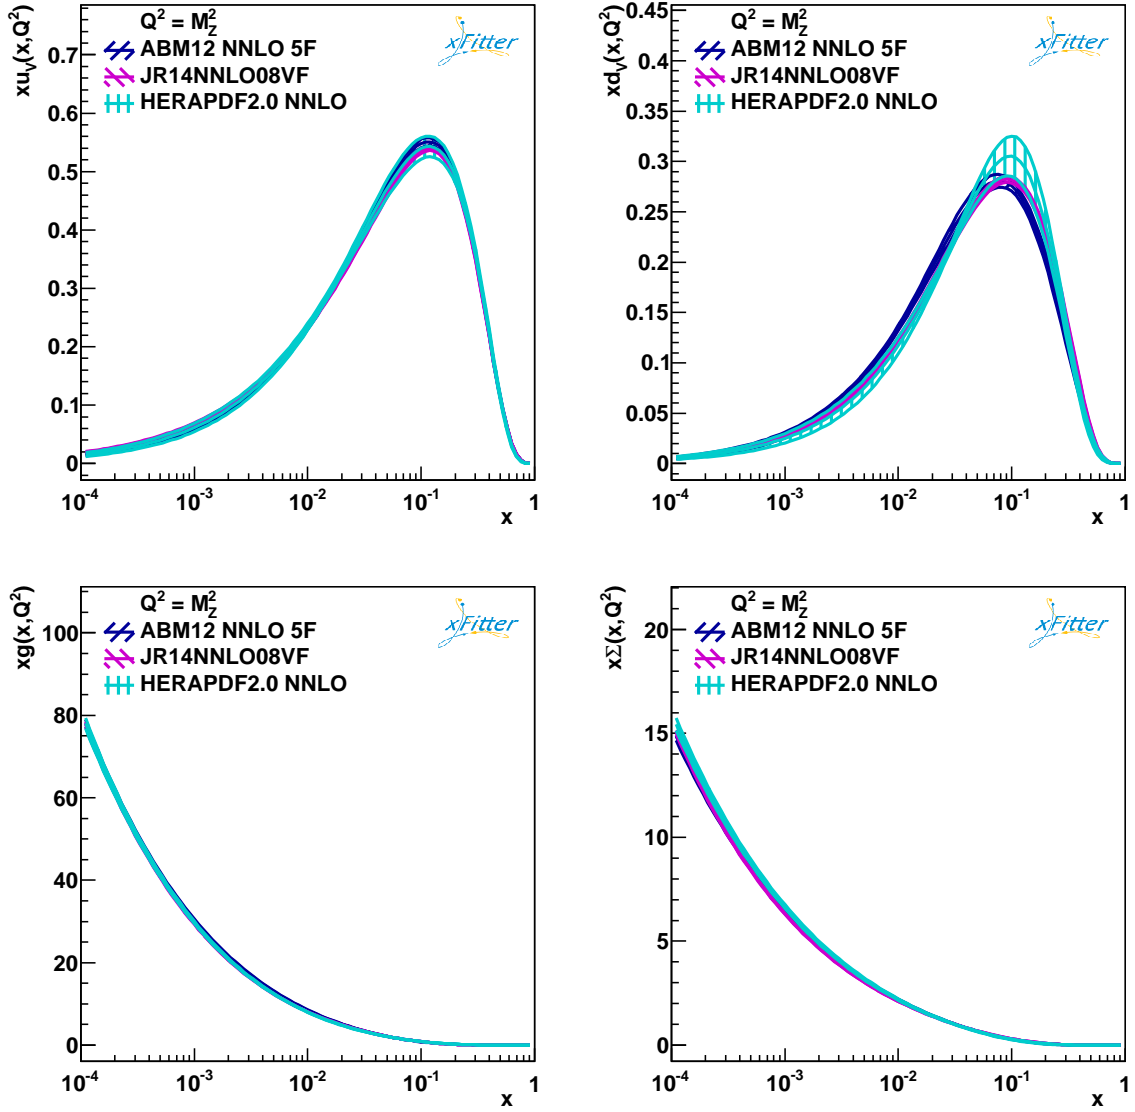 xu_V(x,Q²)
Q² = M_Z²
ABM12 NNLO 5F
JR14NNLO08VF
HERAPDF2.0 NNLO
xFitter
0.7
0.6
0.5
0.4
0.3
0.2
0.1
0
10⁻⁴ 10⁻³ 10⁻² 10⁻¹ 1
x
xd_V(x,Q²)
Q² = M_Z²
ABM12 NNLO 5F
JR14NNLO08VF
HERAPDF2.0 NNLO
xFitter
0.45
0.4
0.35
0.3
0.25
0.2
0.15
0.1
0.05
0
10⁻⁴ 10⁻³ 10⁻² 10⁻¹ 1
x
xg(x,Q²)
Q² = M_Z²
ABM12 NNLO 5F
JR14NNLO08VF
HERAPDF2.0 NNLO
xFitter
100
80
60
40
20
0
10⁻⁴ 10⁻³ 10⁻² 10⁻¹ 1
x
xΣ(x,Q²)
Q² = M_Z²
ABM12 NNLO 5F
JR14NNLO08VF
HERAPDF2.0 NNLO
xFitter
20
15
10
5
0
10⁻⁴ 10⁻³ 10⁻² 10⁻¹ 1
x